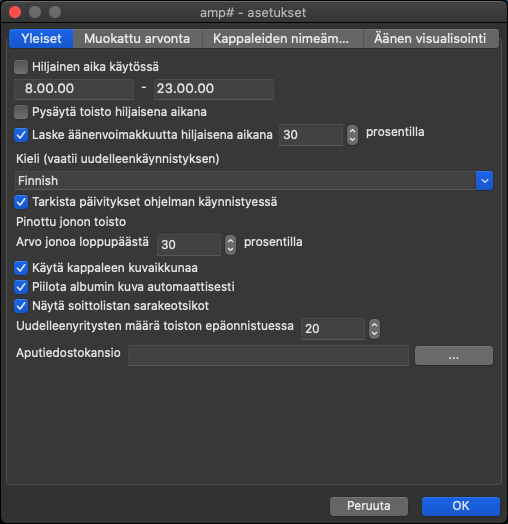 amp# - asetukset
Yleiset Muokattu arvonta Kappaleiden nimeäm... Äänen visualisointi
Hiljainen aika käytössä
8.00.00 - 23.00.00
Pysäytä toisto hiljaisena aikana
Laske äänenvoimakkuutta hiljaisena aikana 30 prosentilla
Kieli (vaatii uudelleenkäynnistyksen)
Finnish
Tarkista päivitykset ohjelman käynnistyessä
Pinottu jonon toisto
Arvo jonoa loppupäästä 30 prosentilla
Käytä kappaleen kuvaikkunaa
Piilota albumin kuva automaattisesti
Näytä soittolistan sarakeotsikot
Uudelleenyritysten määrä toiston epäonnistuessa 20
Aputiedostokansio ...
Peruuta OK